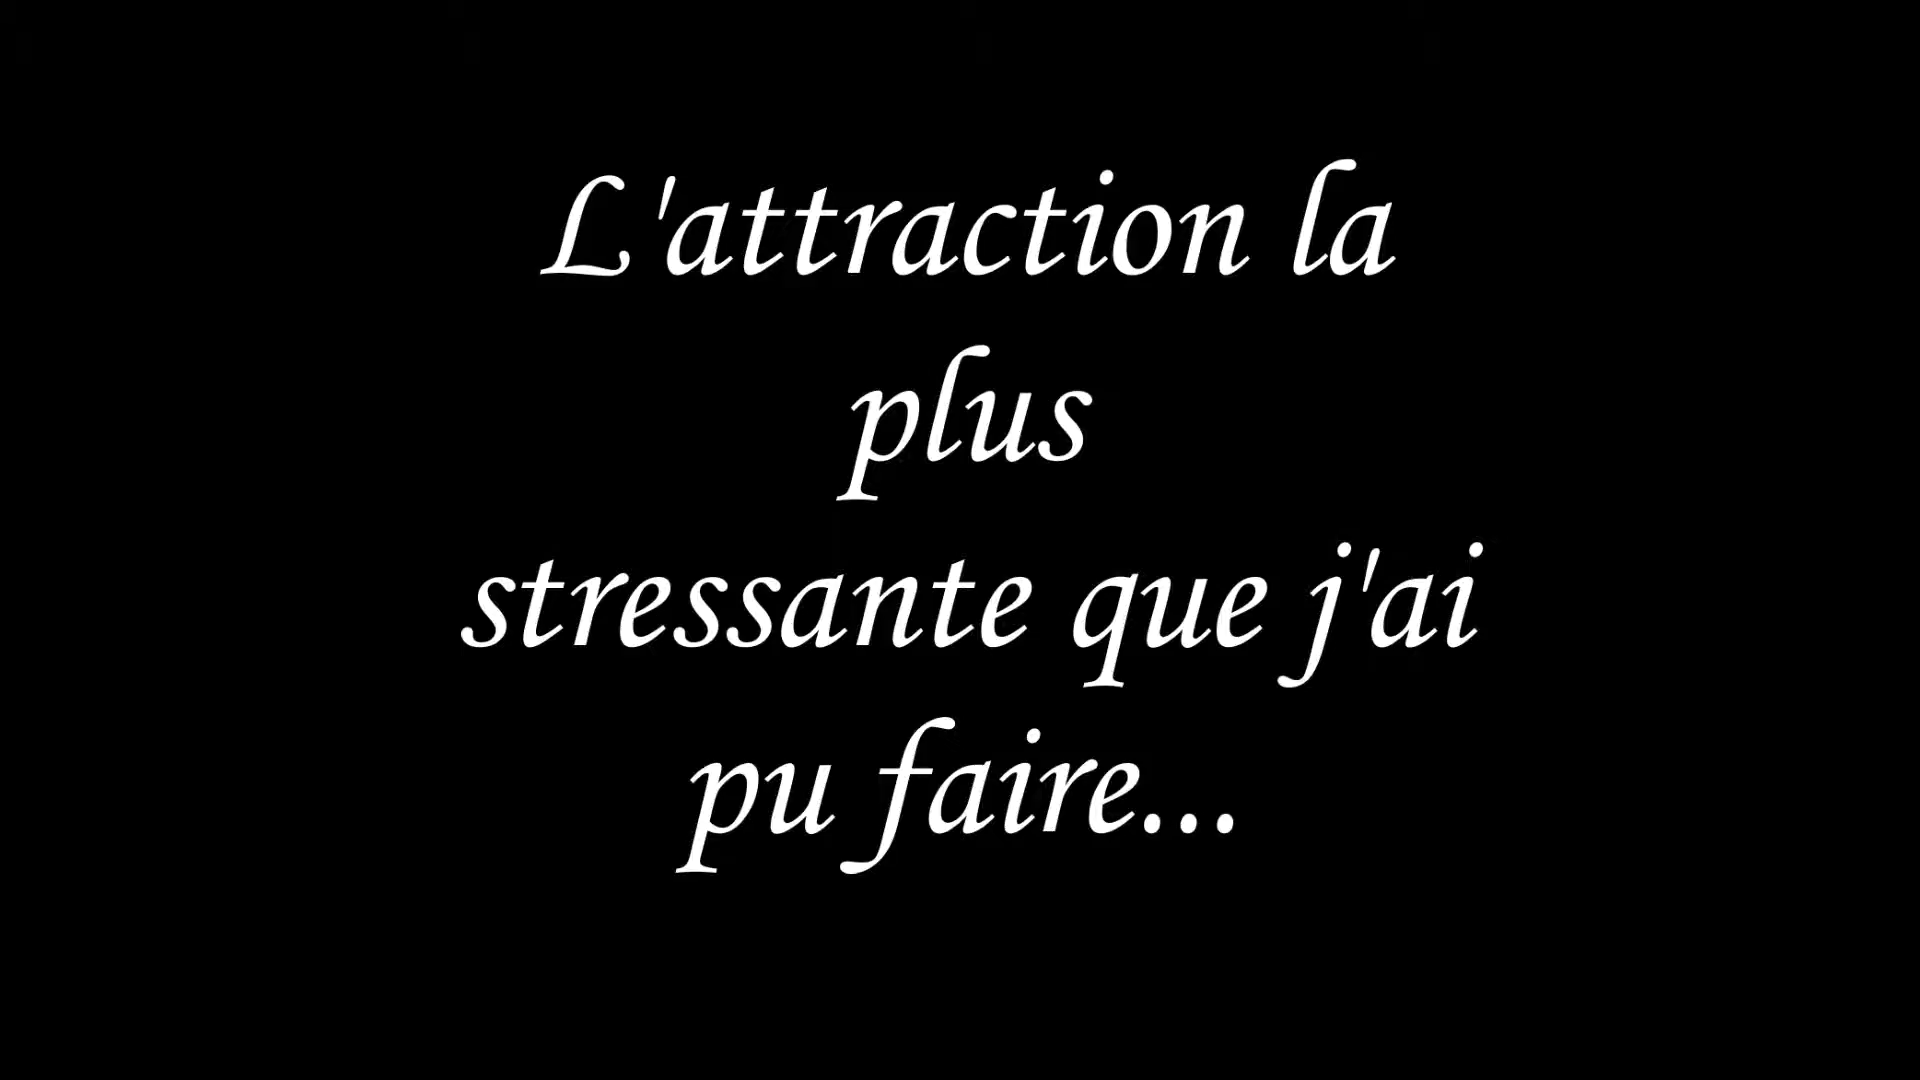 L'attraction la
plus
stressante que j'ai
pu faire...